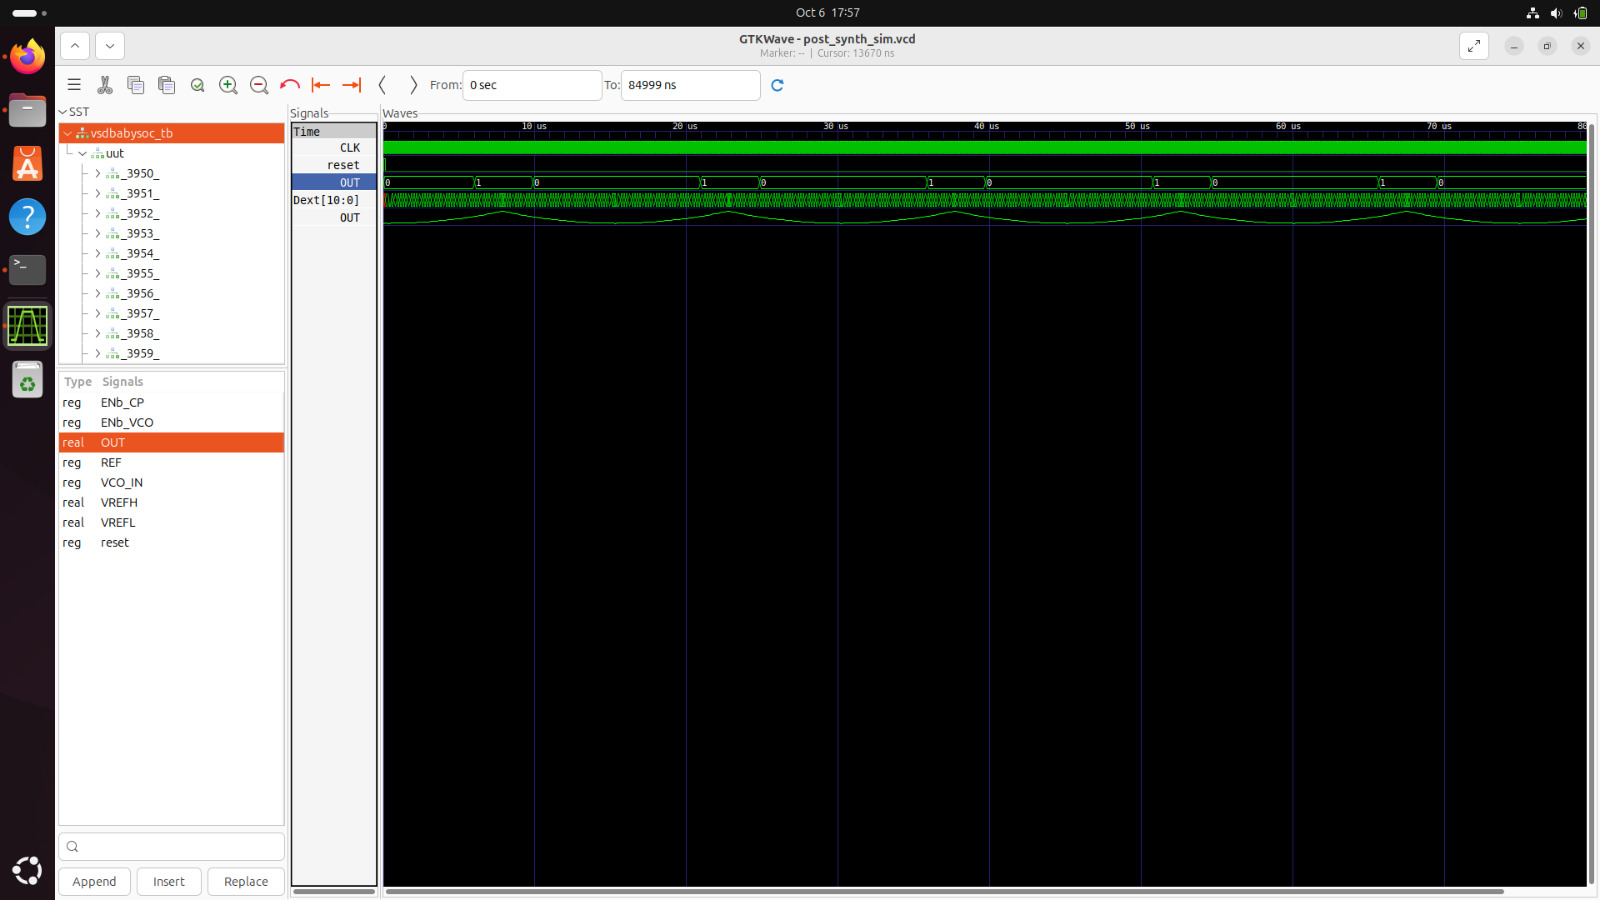 Oct 6 17:57
GTKWave - post_synth_sim.vcd
Marker: -- | Cursor: 13670 ns
From: 0 sec To: 84999 ns
SST
vsdbabysoc_tb
uut
_3950_
_3951_
_3952_
_3953_
_3954_
_3955_
_3956_
_3957_
_3958_
_3959_
Type Signals
reg ENb_CP
reg ENb_VCO
real OUT
reg REF
reg VCO_IN
real VREFH
real VREFL
reg reset
Append Insert Replace
Signals
Time
CLK
reset
OUT
Dext[10:0]
OUT
Waves
0 10 us 20 us 30 us 40 us 50 us 60 us 70 us 80
0 1 0 1 0 1 0 1 0 1 0